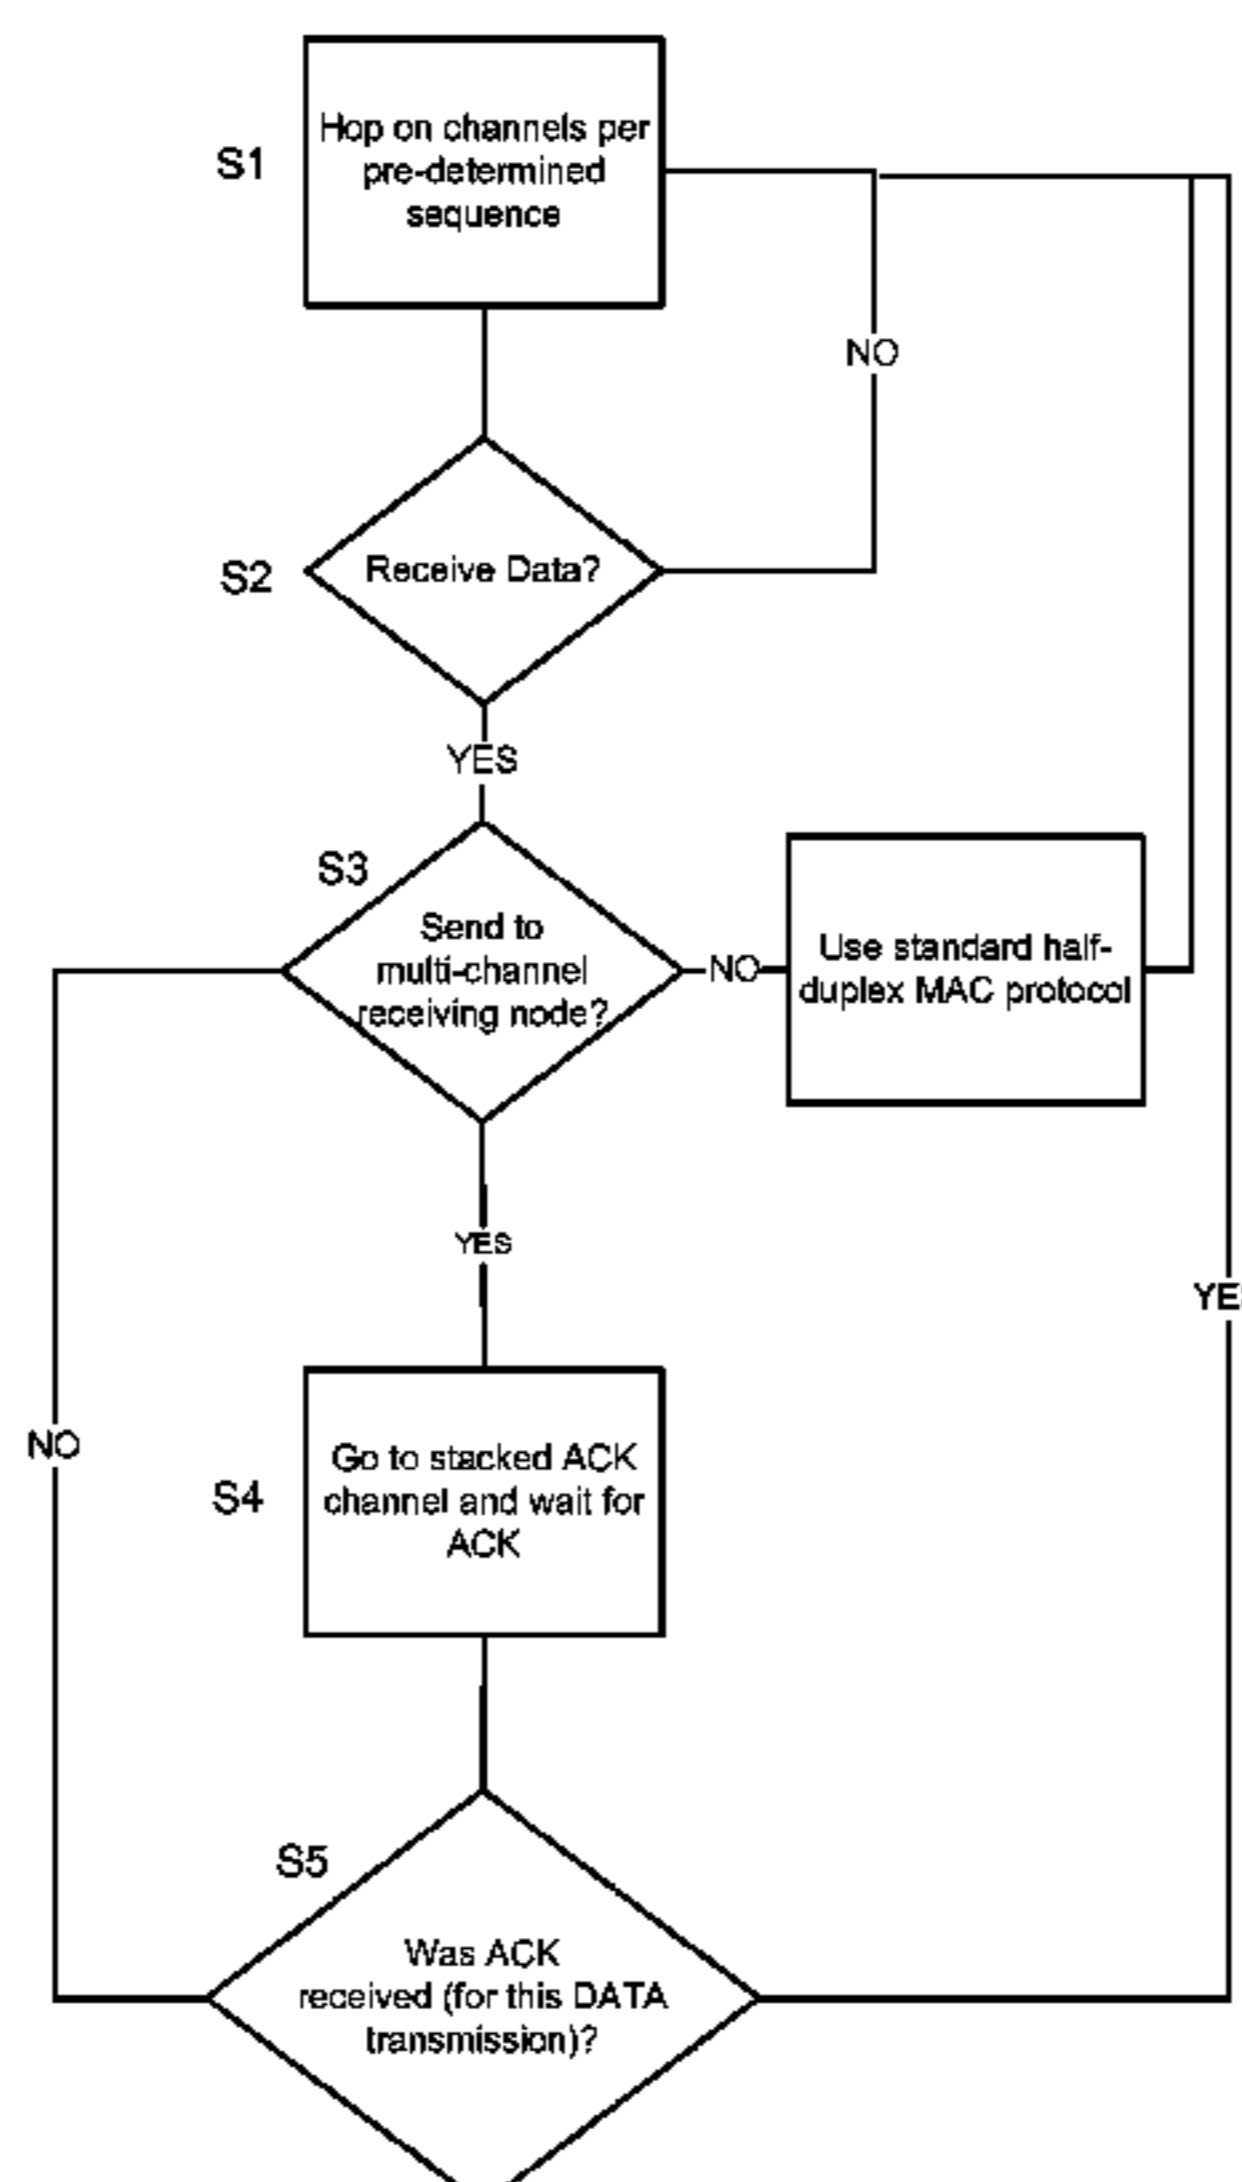 S1
Hop on channels per
pre-determined
sequence
NO
S2
Receive Data?
YES
S3
Send to
multi-channel
receiving node?
NO
Use standard half-
duplex MAC protocol
YES
YE
NO
S4
Go to stacked ACK
channel and wait for
ACK
S5
Was ACK
received (for this DATA
transmission)?